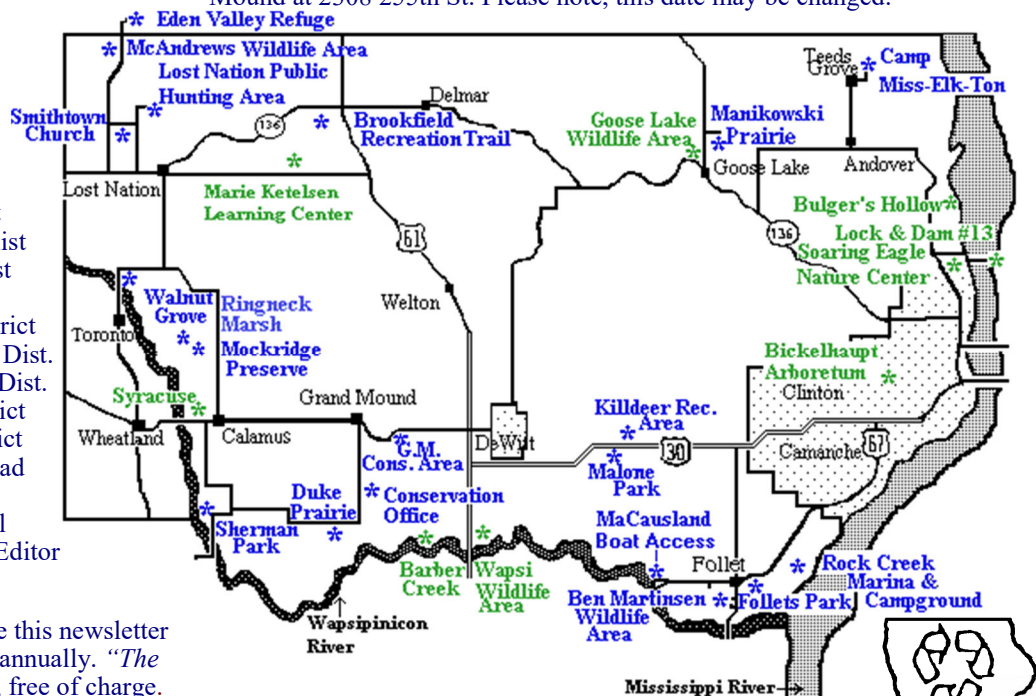 Mound at 2308 255th St. Please note, this date may be changed.
Eden Valley Refuge
McAndrews Wildlife Area
Lost Nation Public
Hunting Area
Smithtown
Church
136
Delmar
Brookfield
Recreation Trail
Goose Lake
Wildlife Area
Manikowski
Prairie
Goose Lake
Teeds
Grove
Camp
Miss-Elk-Ton
Andover
Lost Nation
Marie Ketelsen
Learning Center
61
136
Bulger's Hollow
Lock & Dam #13
Soaring Eagle
Nature Center
Welton
Walnut
Grove
Ringneck
Marsh
Toronto
Mockridge
Preserve
Syracuse
Wheatland
Calamus
Grand Mound
G.M.
Cons. Area
DeWitt
Killdeer Rec.
Area
30
Malone
Park
Bickelhaupt
Arboretum
Clinton
Camanche
67
Duke
Prairie
Conservation
Office
Sherman
Park
MaCausland
Boat Access
Barber
Creek
Wapsi
Wildlife
Area
Follet
Ben Martinsen
Wildlife
Area
Follets Park
Rock Creek
Marina &
Campground
Wapsipinicon
River
Mississippi River
ist
st
rict
Dist.
Dist.
ict
ict
ad
l
Editor
e this newsletter
annually. “The
free of charge.